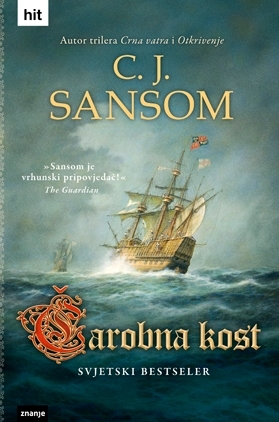 hit
Autor trilera Crna vatra i Otkrivenje
C. J.
SANSOM
»Sansom je
vrhunski pripovjedač!«
The Guardian
Čarobna kost
SVJETSKI BESTSELER
znanje